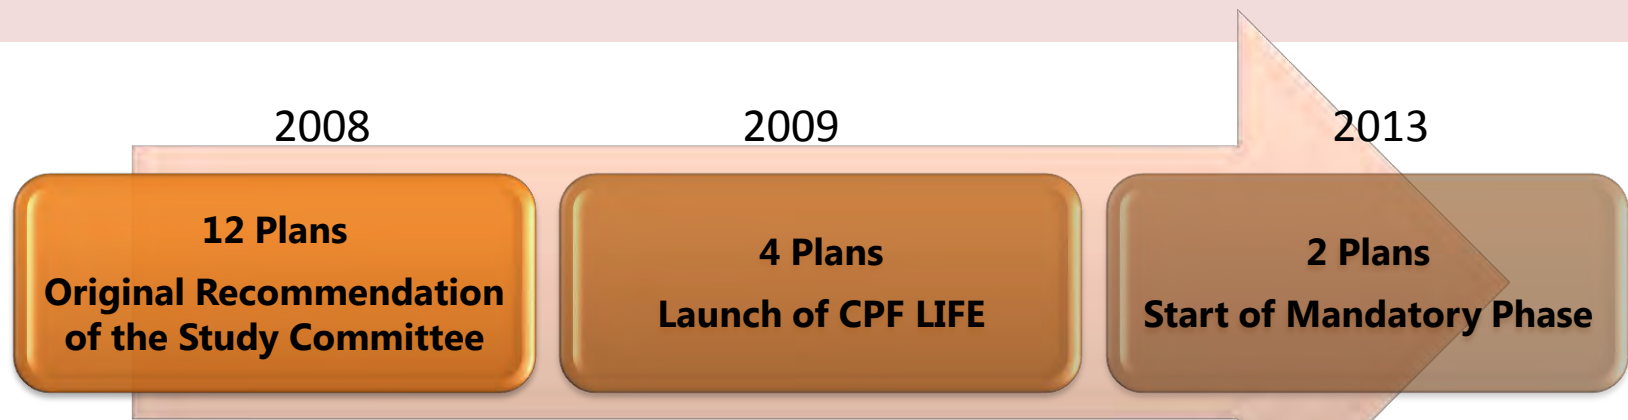 2008
2009
2013
12 Plans
Original Recommendation
of the Study Committee
4 Plans
Launch of CPF LIFE
2 Plans
Start of Mandatory Phase